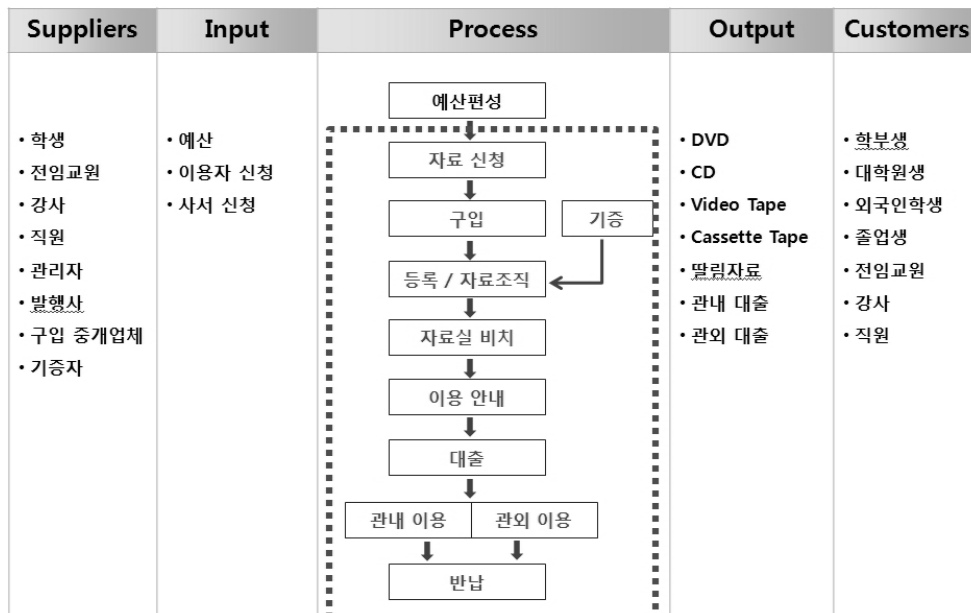 Suppliers
Input
Process
Output
Customers
• 학생
• 전임교원
• 강사
• 직원
• 관리자
• 발행사
• 구입 중개업체
• 기증자
• 예산
• 이용자 신청
• 사서 신청
예산편성
자료 신청
구입
기증
등록 / 자료조직
자료실 비치
이용 안내
대출
관내 이용
관외 이용
반납
• DVD
• CD
• Video Tape
• Cassette Tape
• 딸림자료
• 관내 대출
• 관외 대출
• 학부생
• 대학원생
• 외국인학생
• 졸업생
• 전임교원
• 강사
• 직원